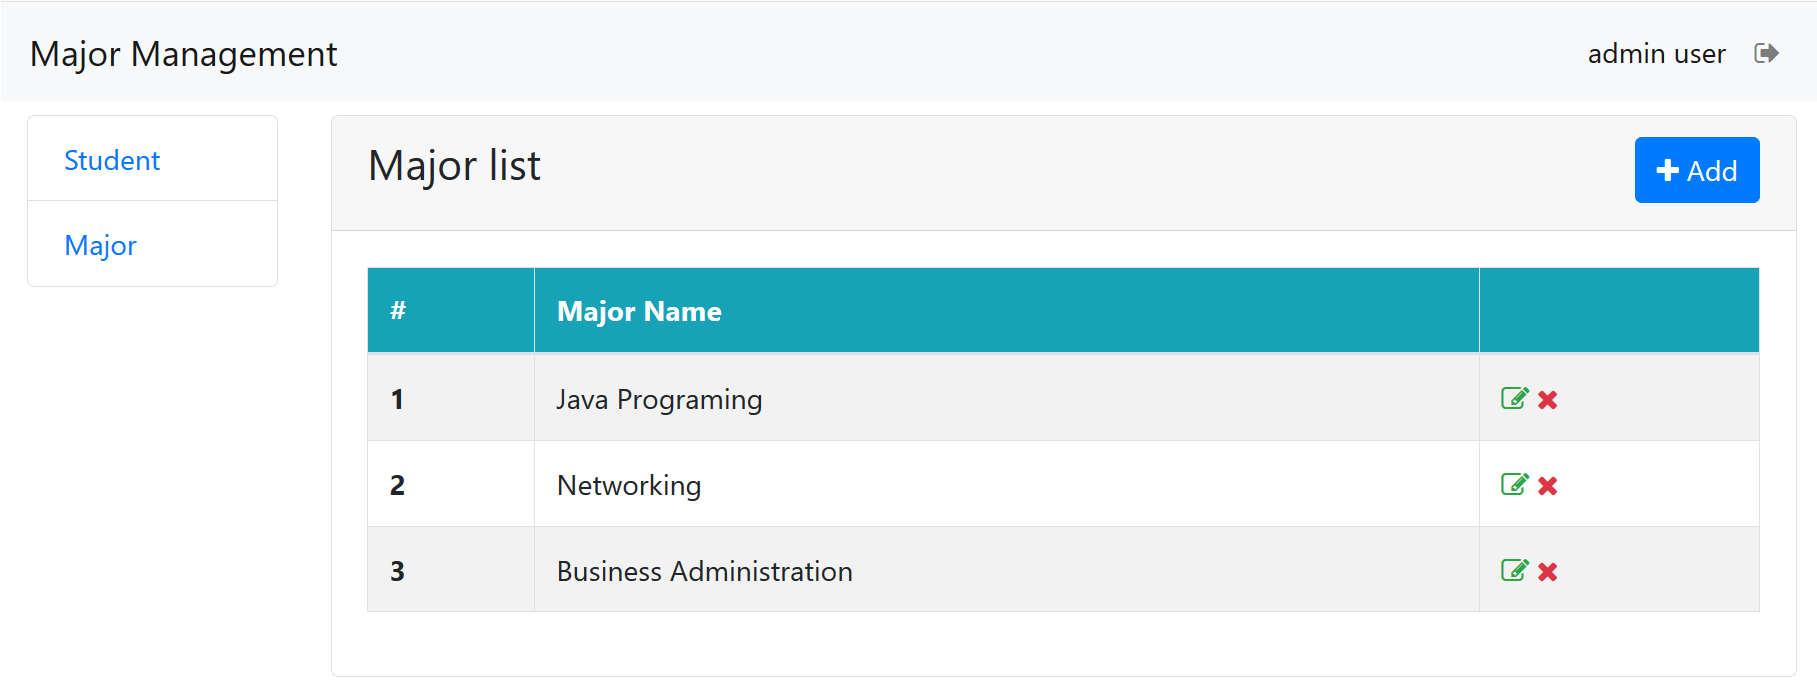 Major Management
admin user
Student
Major
Major list
Add
# Major Name
1 Java Programing
2 Networking
3 Business Administration